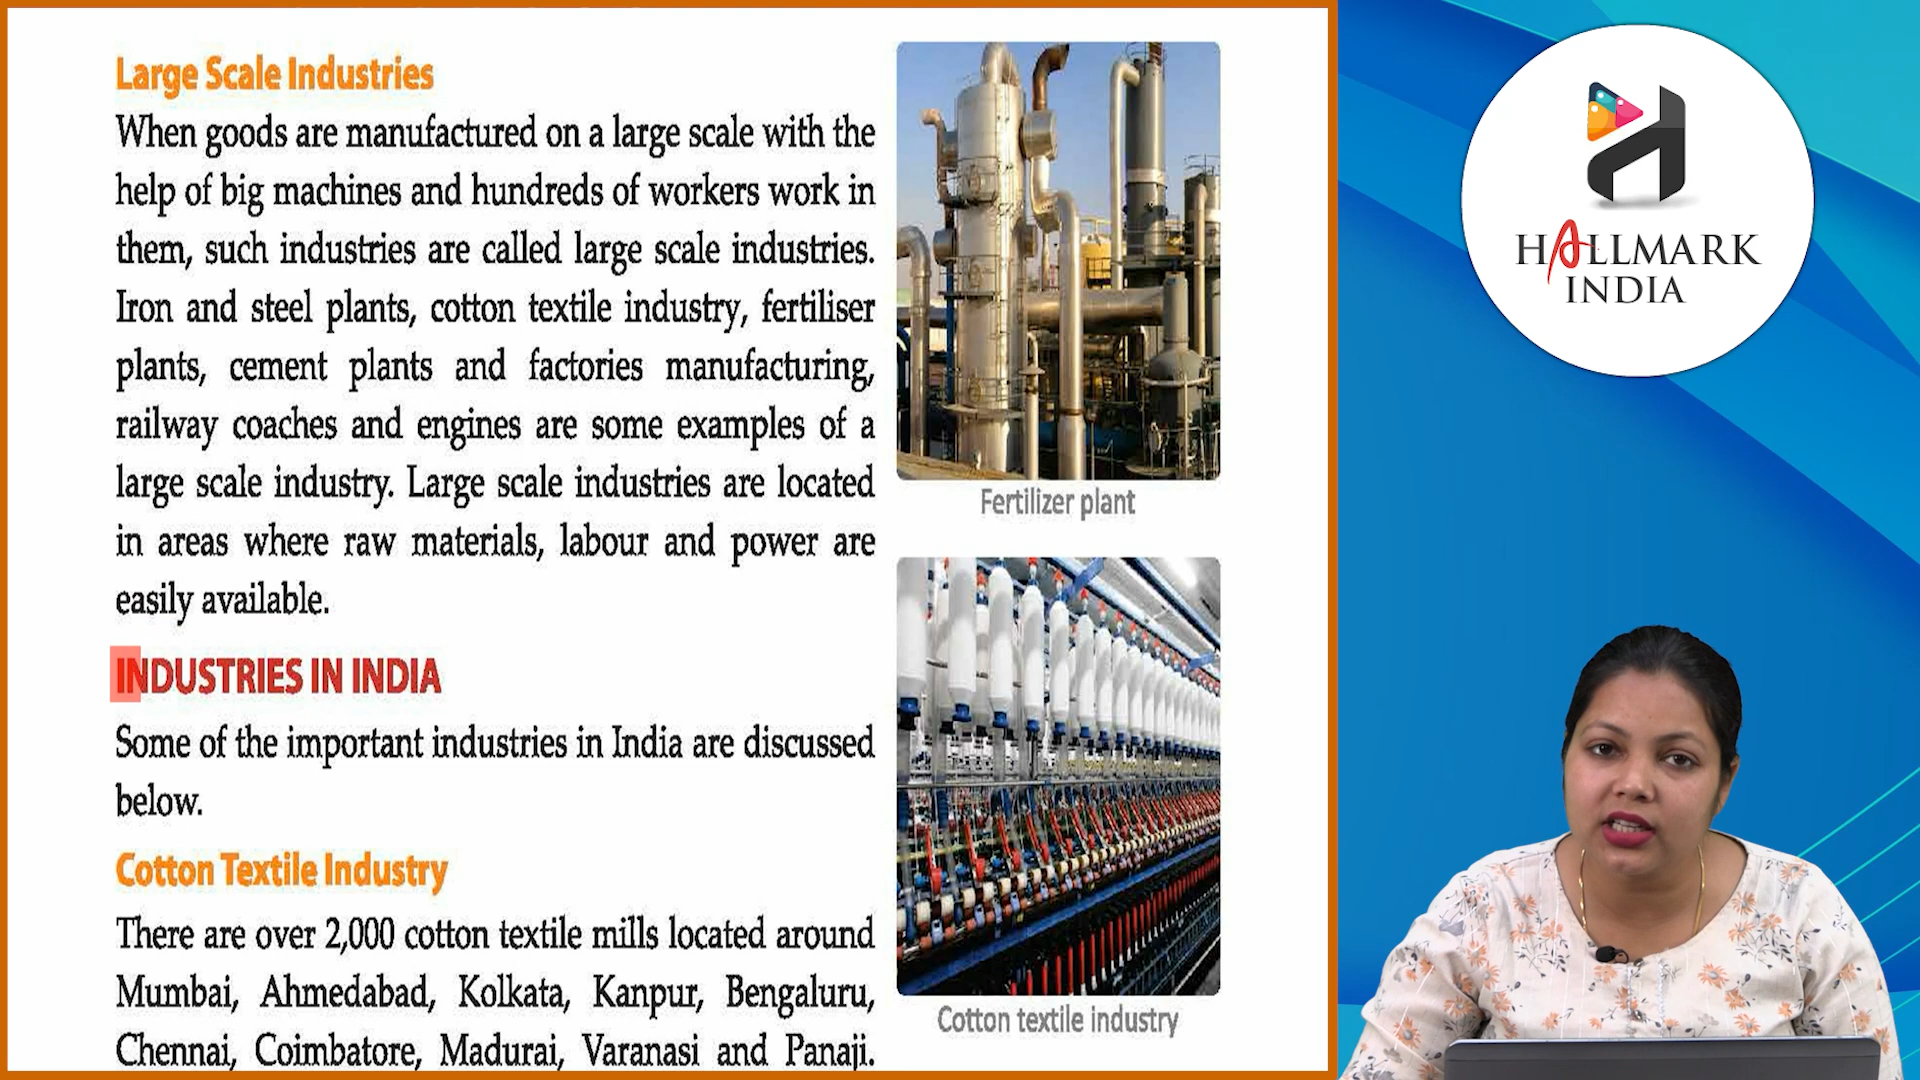 Large Scale Industries
When goods are manufactured on a large scale with the
help of big machines and hundreds of workers work in
them, such industries are called large scale industries.
Iron and steel plants, cotton textile industry, fertiliser
plants, cement plants and factories manufacturing,
railway coaches and engines are some examples of a
large scale industry. Large scale industries are located
in areas where raw materials, labour and power are
easily available.
INDUSTRIES IN INDIA
Some of the important industries in India are discussed
below.
Cotton Textile Industry
There are over 2,000 cotton textile mills located around
Mumbai, Ahmedabad, Kolkata, Kanpur, Bengaluru,
Chennai, Coimbatore, Madurai, Varanasi and Panaji.
Fertilizer plant
Cotton textile industry
HALLMARK
INDIA